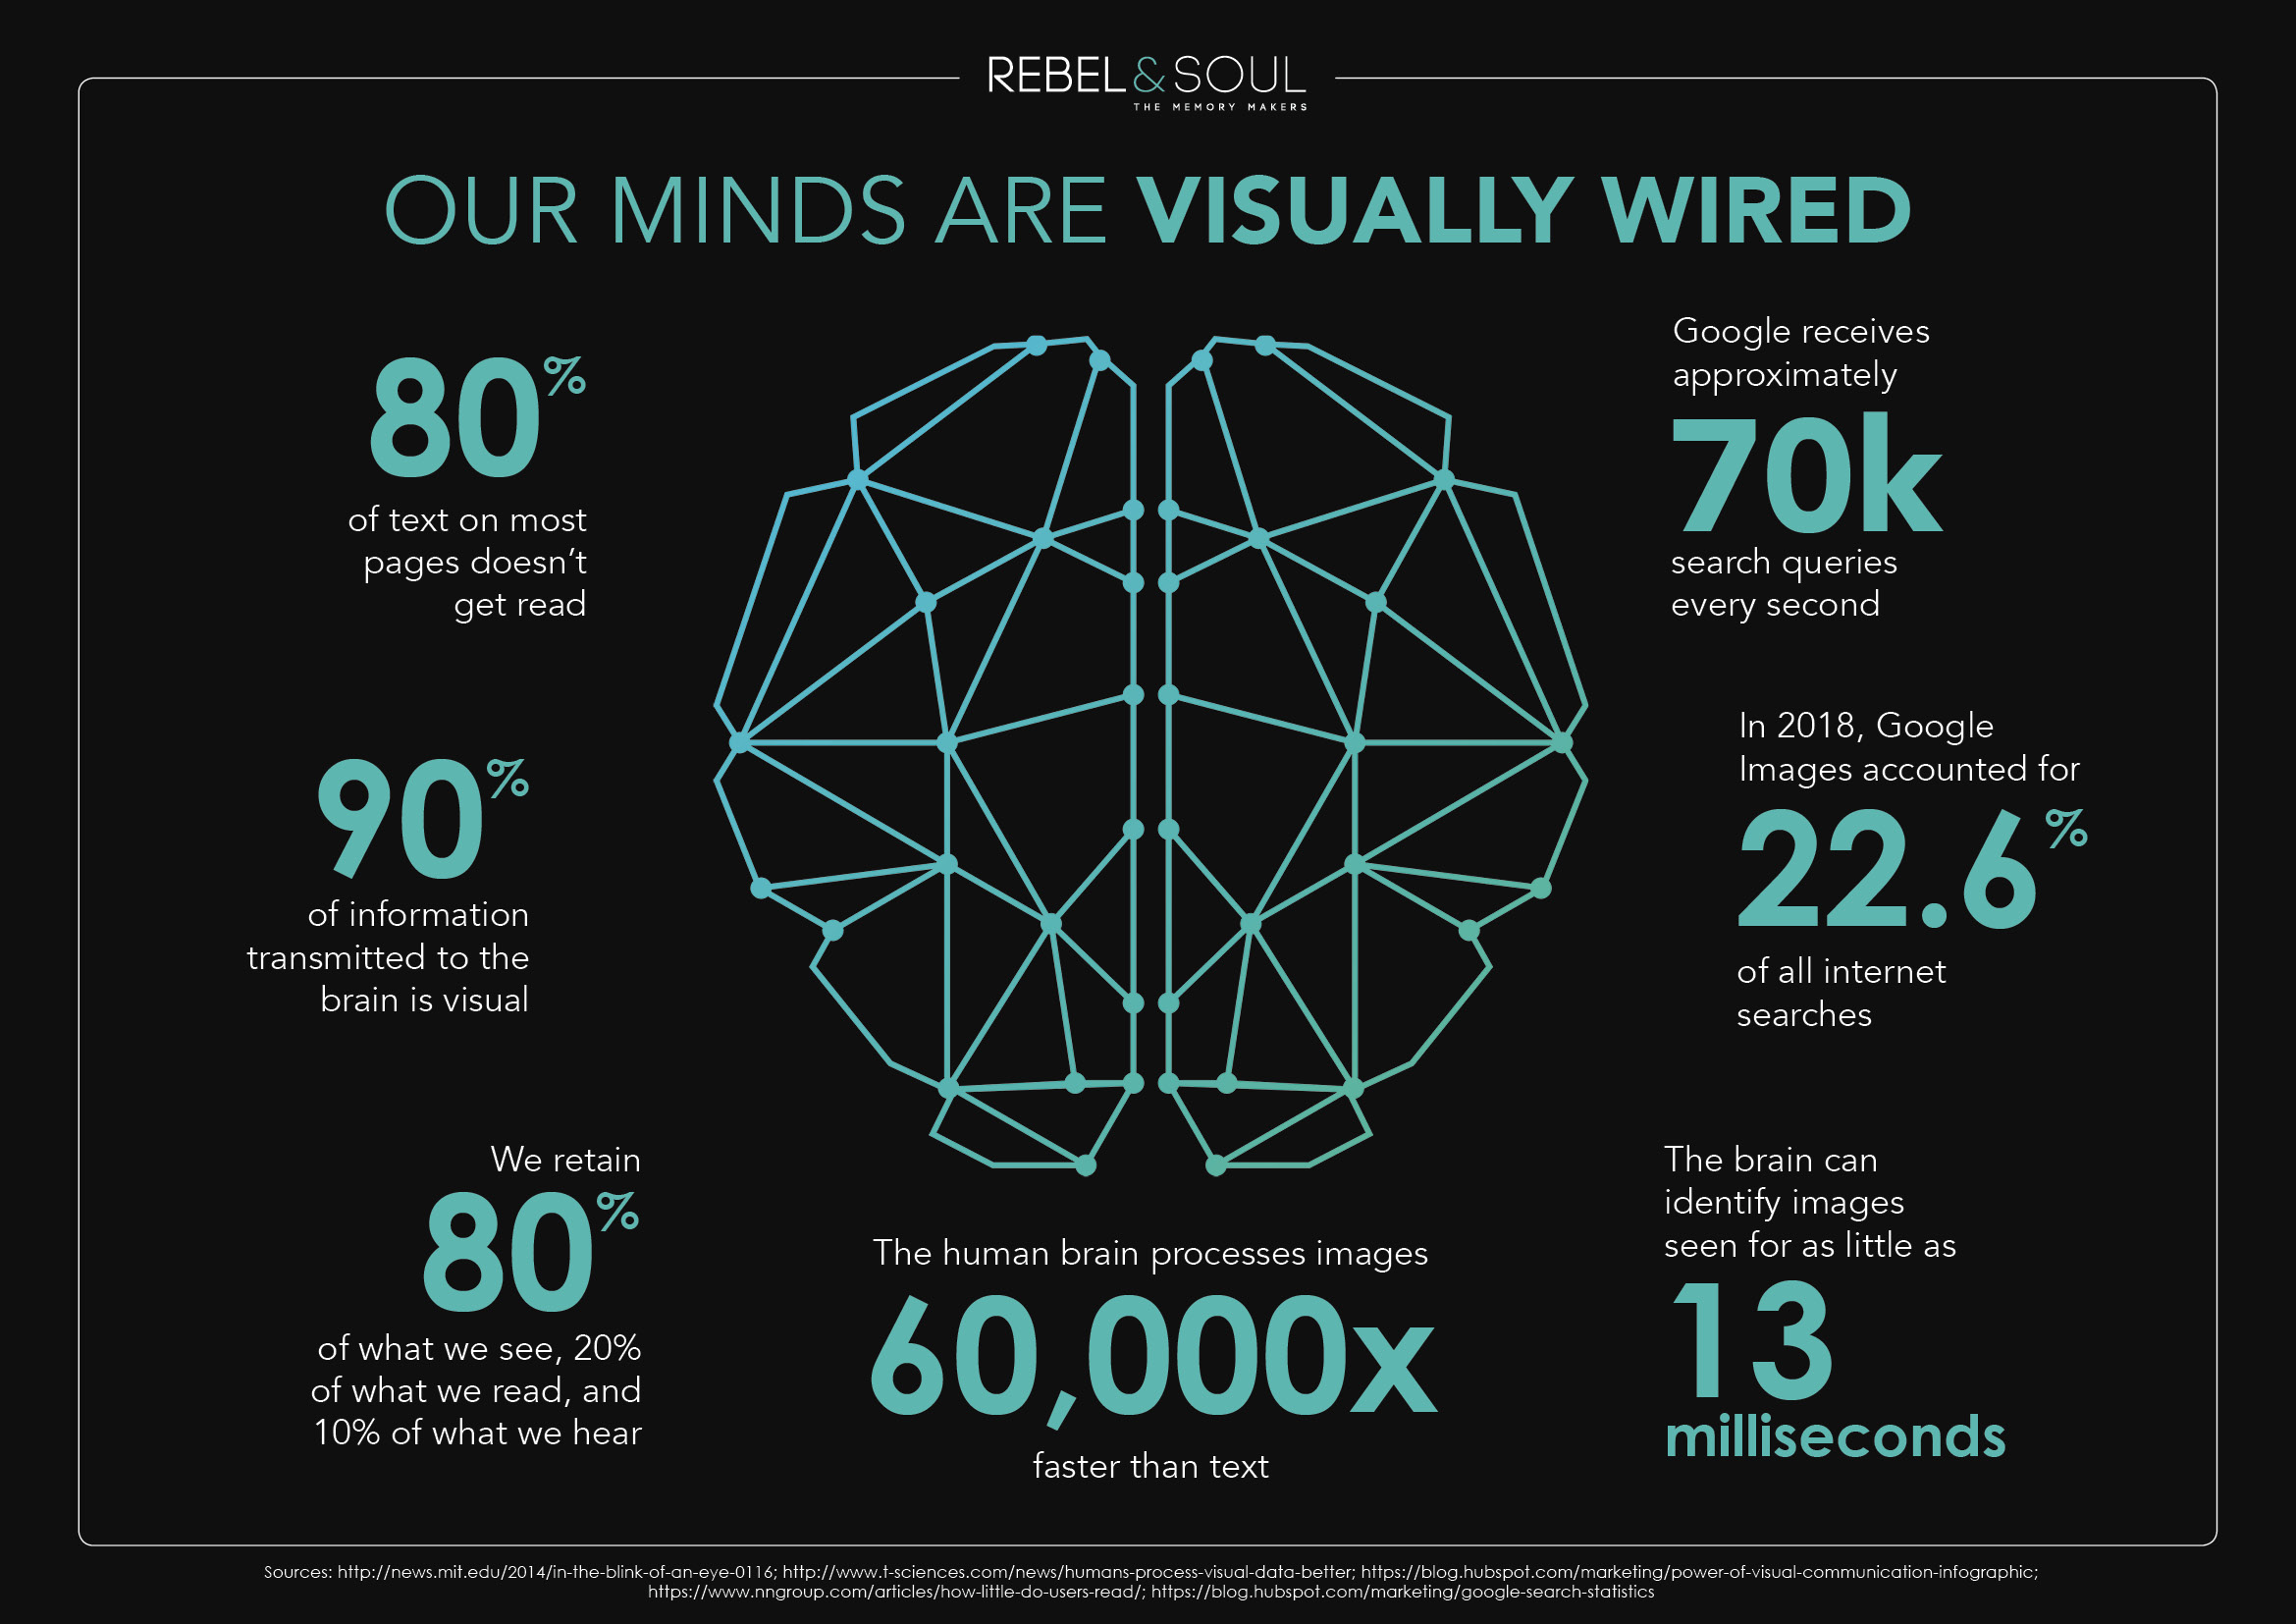 REBEL & SOUL
THE MEMORY MAKERS
OUR MINDS ARE VISUALLY WIRED
80%
of text on most
pages doesn’t
get read
90%
of information
transmitted to the
brain is visual
We retain
80%
of what we see, 20%
of what we read, and
10% of what we hear
The human brain processes images
60,000x
faster than text
Google receives
approximately
70k
search queries
every second
In 2018, Google
Images accounted for
22.6%
of all internet
searches
The brain can
identify images
seen for as little as
13
milliseconds
Sources: http://news.mit.edu/2014/in-the-blink-of-an-eye-0116; http://www.t-sciences.com/news/humans-process-visual-data-better; https://blog.hubspot.com/marketing/power-of-visual-communication-infographic;
https://www.nngroup.com/articles/how-little-do-users-read/; https://blog.hubspot.com/marketing/google-search-statistics